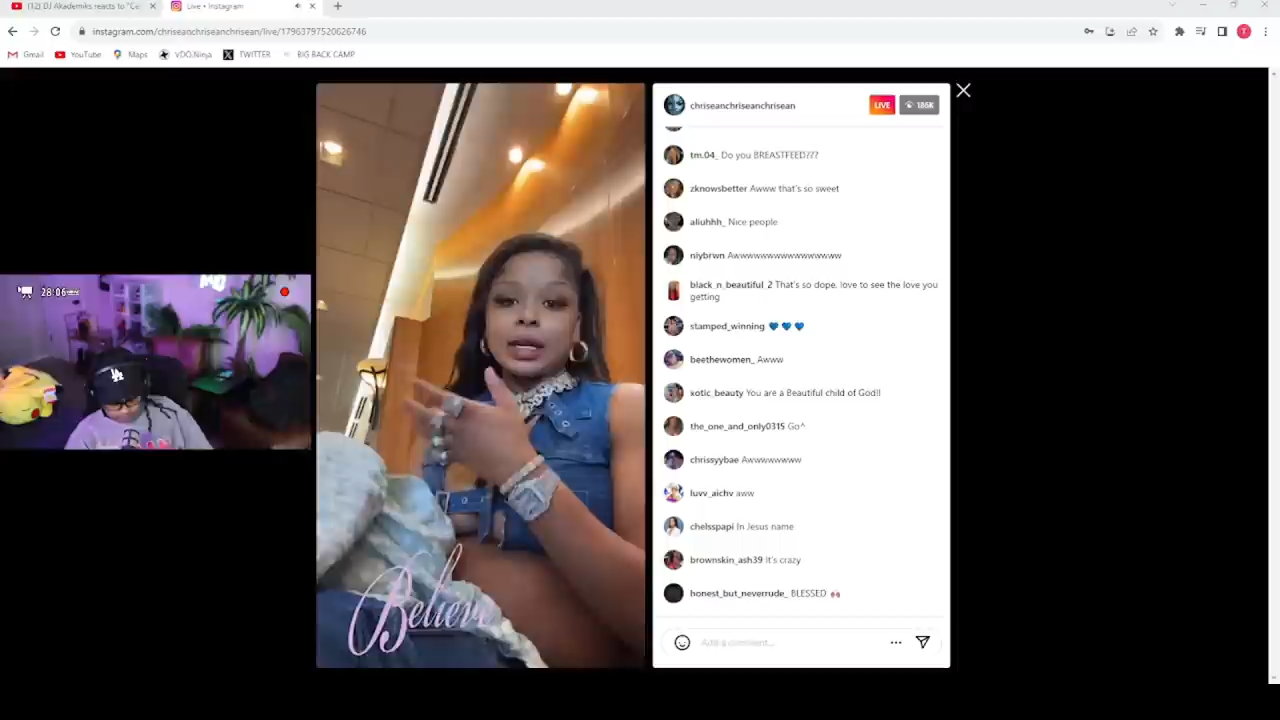 (12) DJ Akademiks reacts to "Co
Live • Instagram
instagram.com/chriseanchriseanchrisean/live/17963797520626746
Gmail
YouTube
Maps
VDO.Ninja
TWITTER
BIG BACK CAMP
chriseanchriseanchrisean
LIVE
185K
tm.04_ Do you BREASTFEED???
zknowsbetter Awww that's so sweet
aliuhhh_ Nice people
niybrwn Awwwwwwwwwwwwwwww
black_n_beautiful_2 That's so dope, love to see the love you
getting
stamped_winning 💙 💙 💙
beethewomen_ Awww
xotic_beauty You are a Beautiful child of God!!
the_one_and_only0315 Go^
chrissyybae Awwwwwwww
luvv_aichv aww
chelsspapi In Jesus name
brownskin_ash39 It's crazy
honest_but_neverrude_ BLESSED
Add a comment...
28:06
LA
Believe